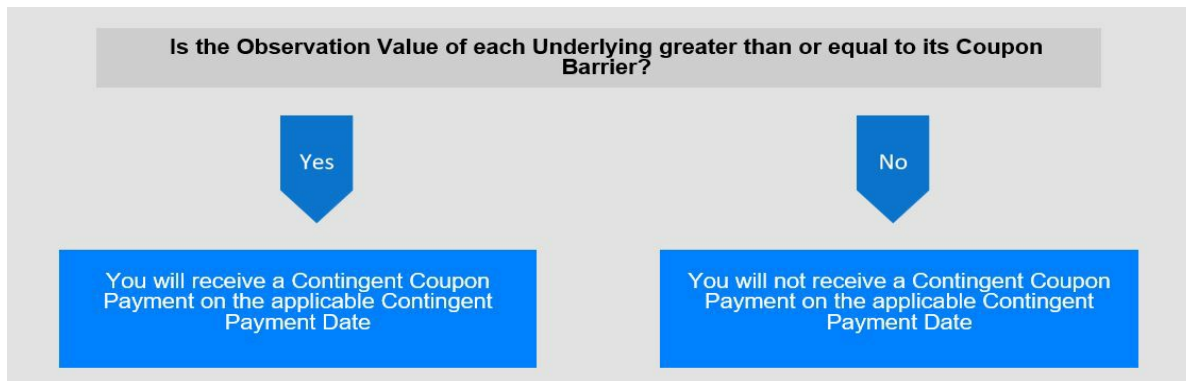 Is the Observation Value of each Underlying greater than or equal to its Coupon
Barrier?
Yes
No
You will receive a Contingent Coupon
Payment on the applicable Contingent
Payment Date
You will not receive a Contingent Coupon
Payment on the applicable Contingent
Payment Date